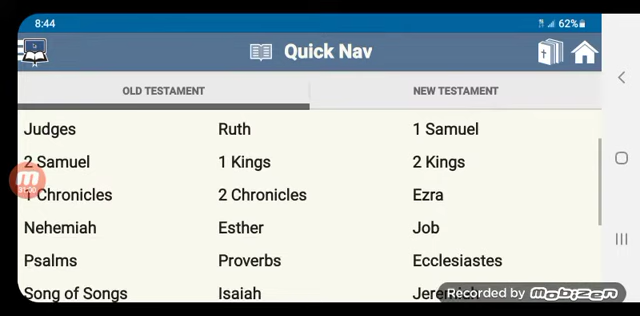 8:44 62%
Quick Nav
OLD TESTAMENT NEW TESTAMENT
Judges Ruth 1 Samuel
2 Samuel 1 Kings 2 Kings
1 Chronicles 2 Chronicles Ezra
Nehemiah Esther Job
Psalms Proverbs Ecclesiastes
Song of Songs Isaiah Jeremiah
Recorded by Mobizen